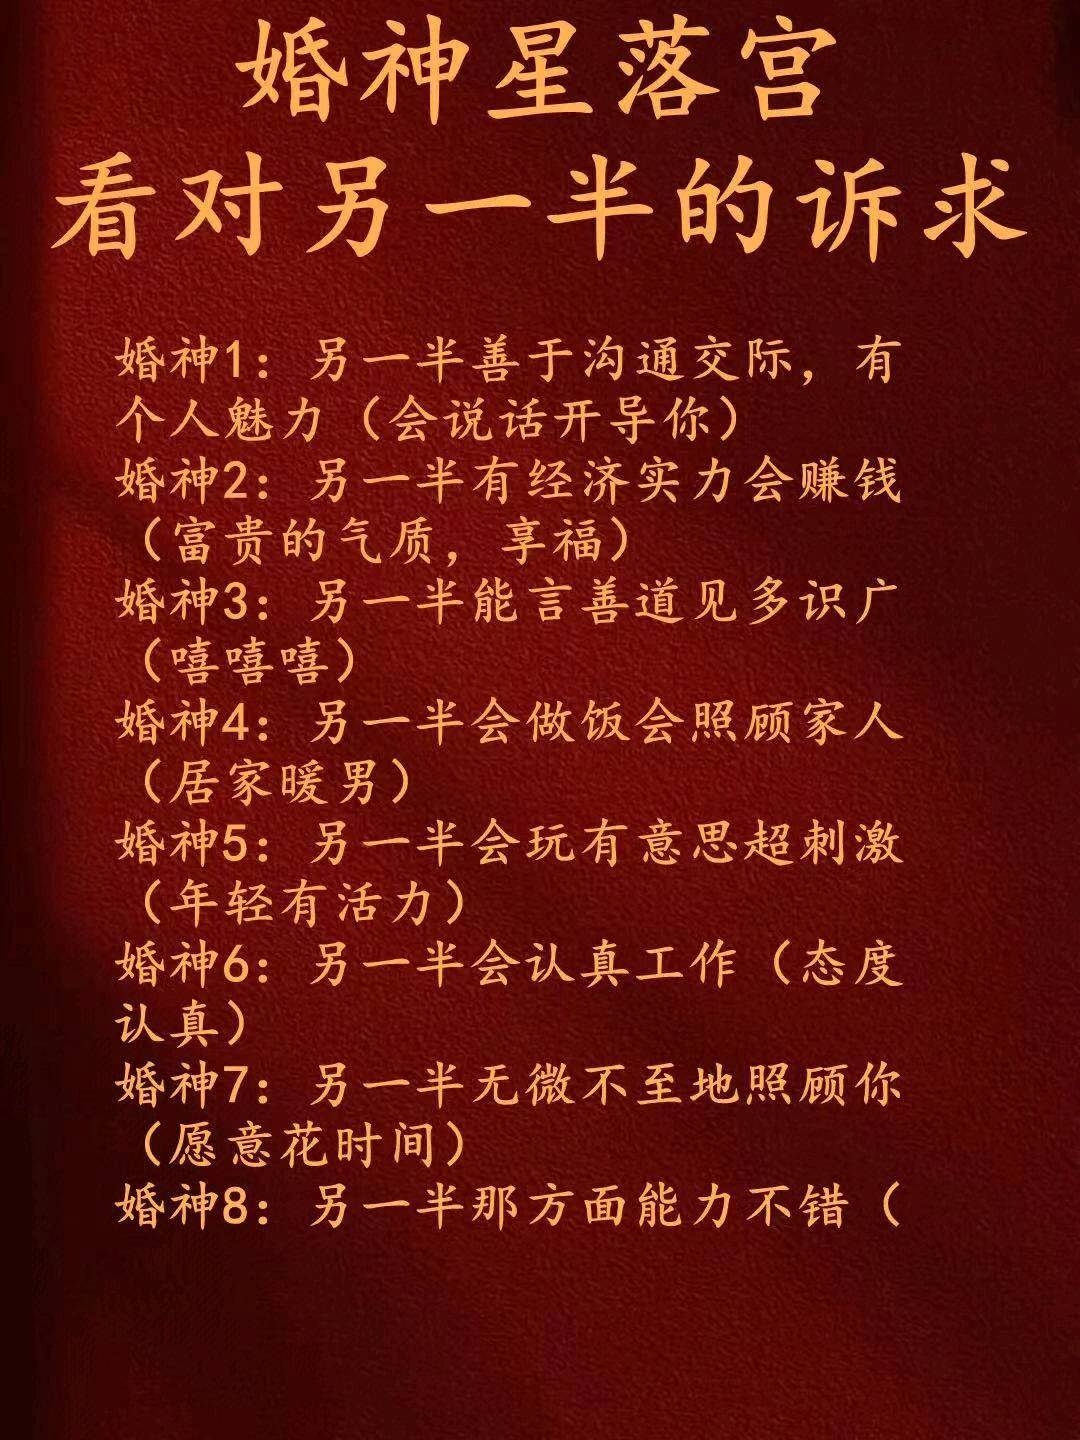 婚神星落宫
看对另一半的诉求
婚神1：另一半善于沟通交际，有
个人魅力（会说话开导你）
婚神2：另一半有经济实力会赚钱
（富贵的气质，享福）
婚神3：另一半能言善道见多识广
（嘻嘻嘻）
婚神4：另一半会做饭会照顾家人
（居家暖男）
婚神5：另一半会玩有意思超刺激
（年轻有活力）
婚神6：另一半会认真工作（态度
认真）
婚神7：另一半无微不至地照顾你
（愿意花时间）
婚神8：另一半那方面能力不错（